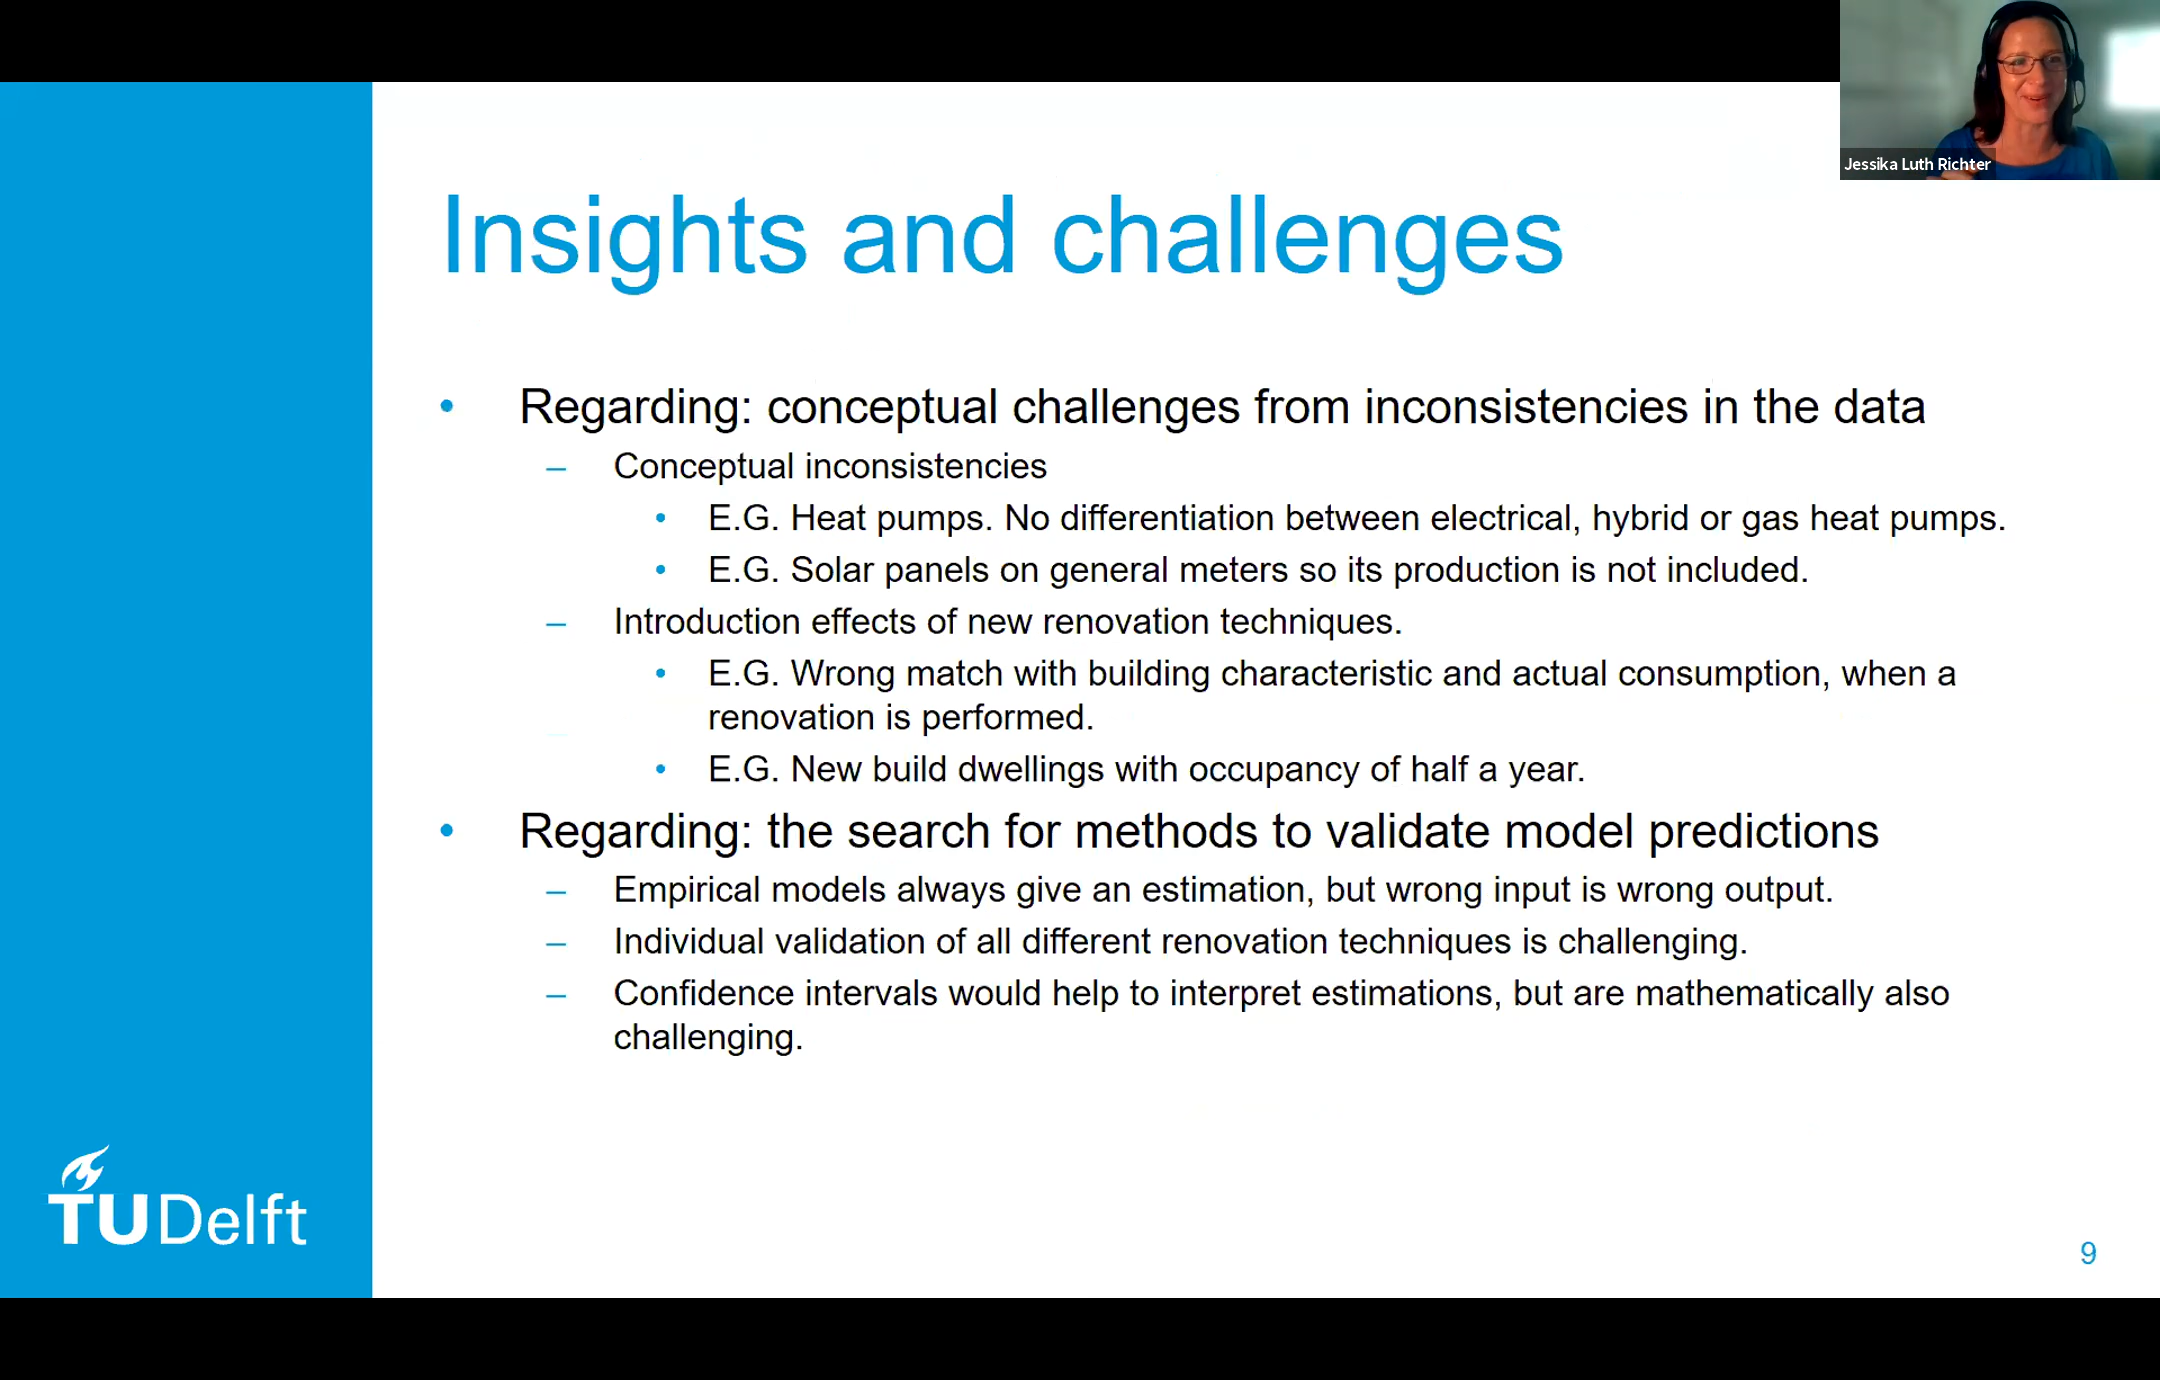 Jessika Luth Richter
Insights and challenges
• Regarding: conceptual challenges from inconsistencies in the data
– Conceptual inconsistencies
• E.G. Heat pumps. No differentiation between electrical, hybrid or gas heat pumps.
• E.G. Solar panels on general meters so its production is not included.
– Introduction effects of new renovation techniques.
• E.G. Wrong match with building characteristic and actual consumption, when a
renovation is performed.
• E.G. New build dwellings with occupancy of half a year.
• Regarding: the search for methods to validate model predictions
– Empirical models always give an estimation, but wrong input is wrong output.
– Individual validation of all different renovation techniques is challenging.
– Confidence intervals would help to interpret estimations, but are mathematically also
challenging.
TUDelft
9